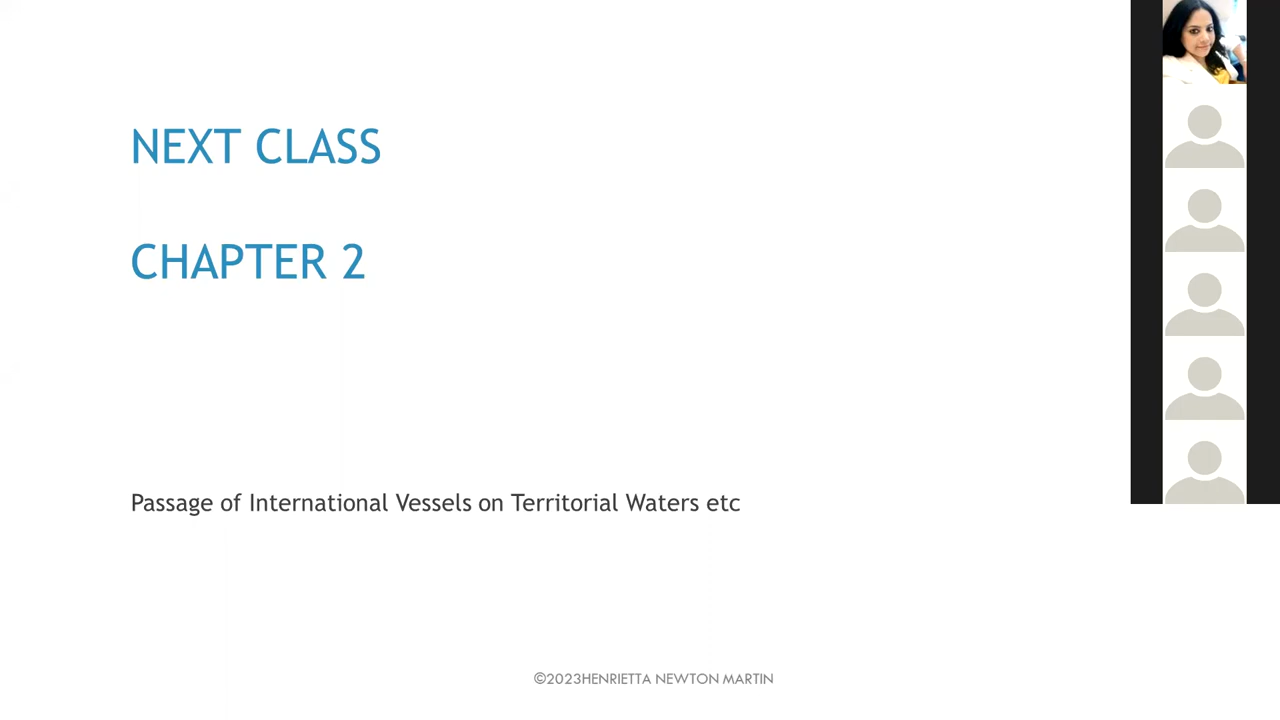 NEXT CLASS
CHAPTER 2
Passage of International Vessels on Territorial Waters etc
©2023HENRIETTA NEWTON MARTIN